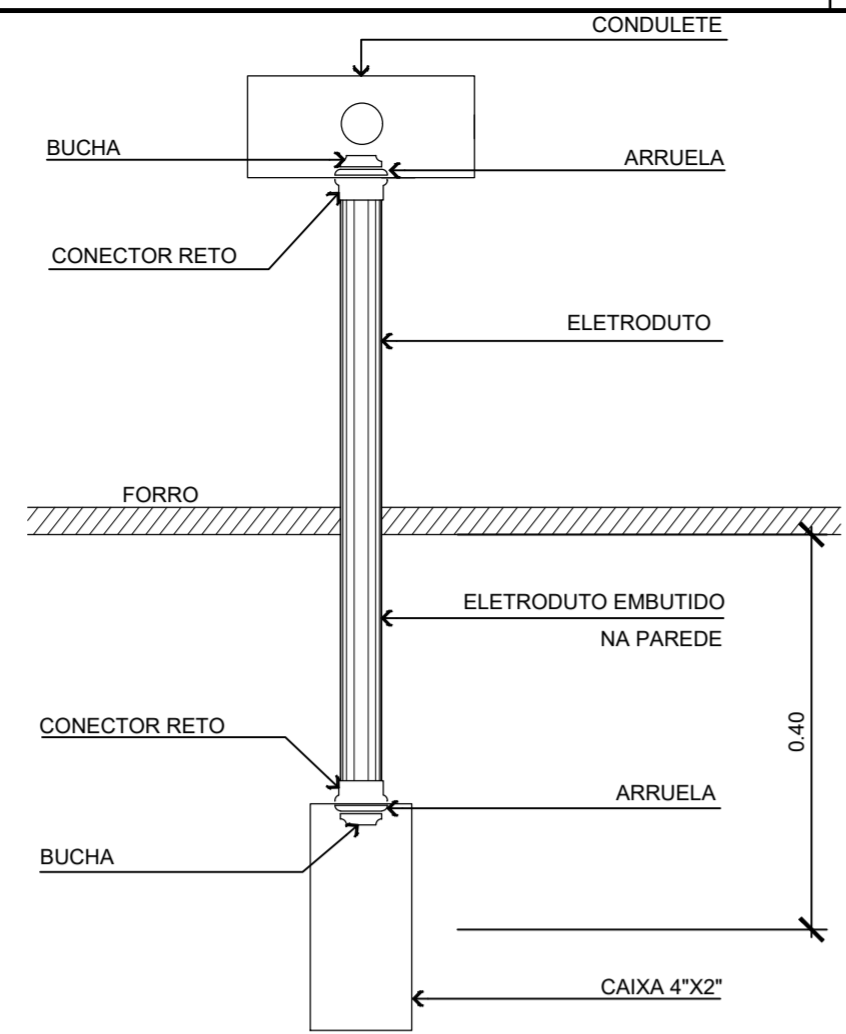 CONDULETE
BUCHA
ARRUELA
CONECTOR RETO
ELETRODUTO
FORRO
ELETRODUTO EMBUTIDO
NA PAREDE
0.40
CONECTOR RETO
ARRUELA
BUCHA
CAIXA 4"X2"